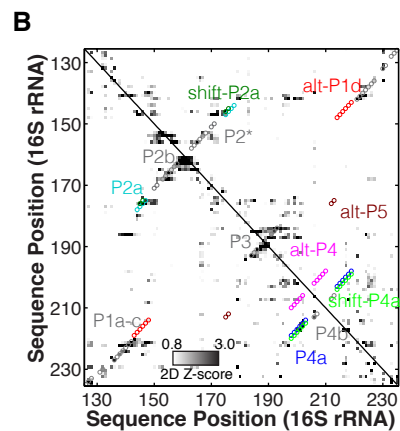 B
alt-P1d
shift-P2a
P2*
P2b
P2a
alt-P5
P3
alt-P4
shift-P4a
P1a-c
P4b
P4a
0.8 3.0
2D Z-score
130 150 170 190 210 230
130 150 170 190 210 230
Sequence Position (16S rRNA)
Sequence Position (16S rRNA)